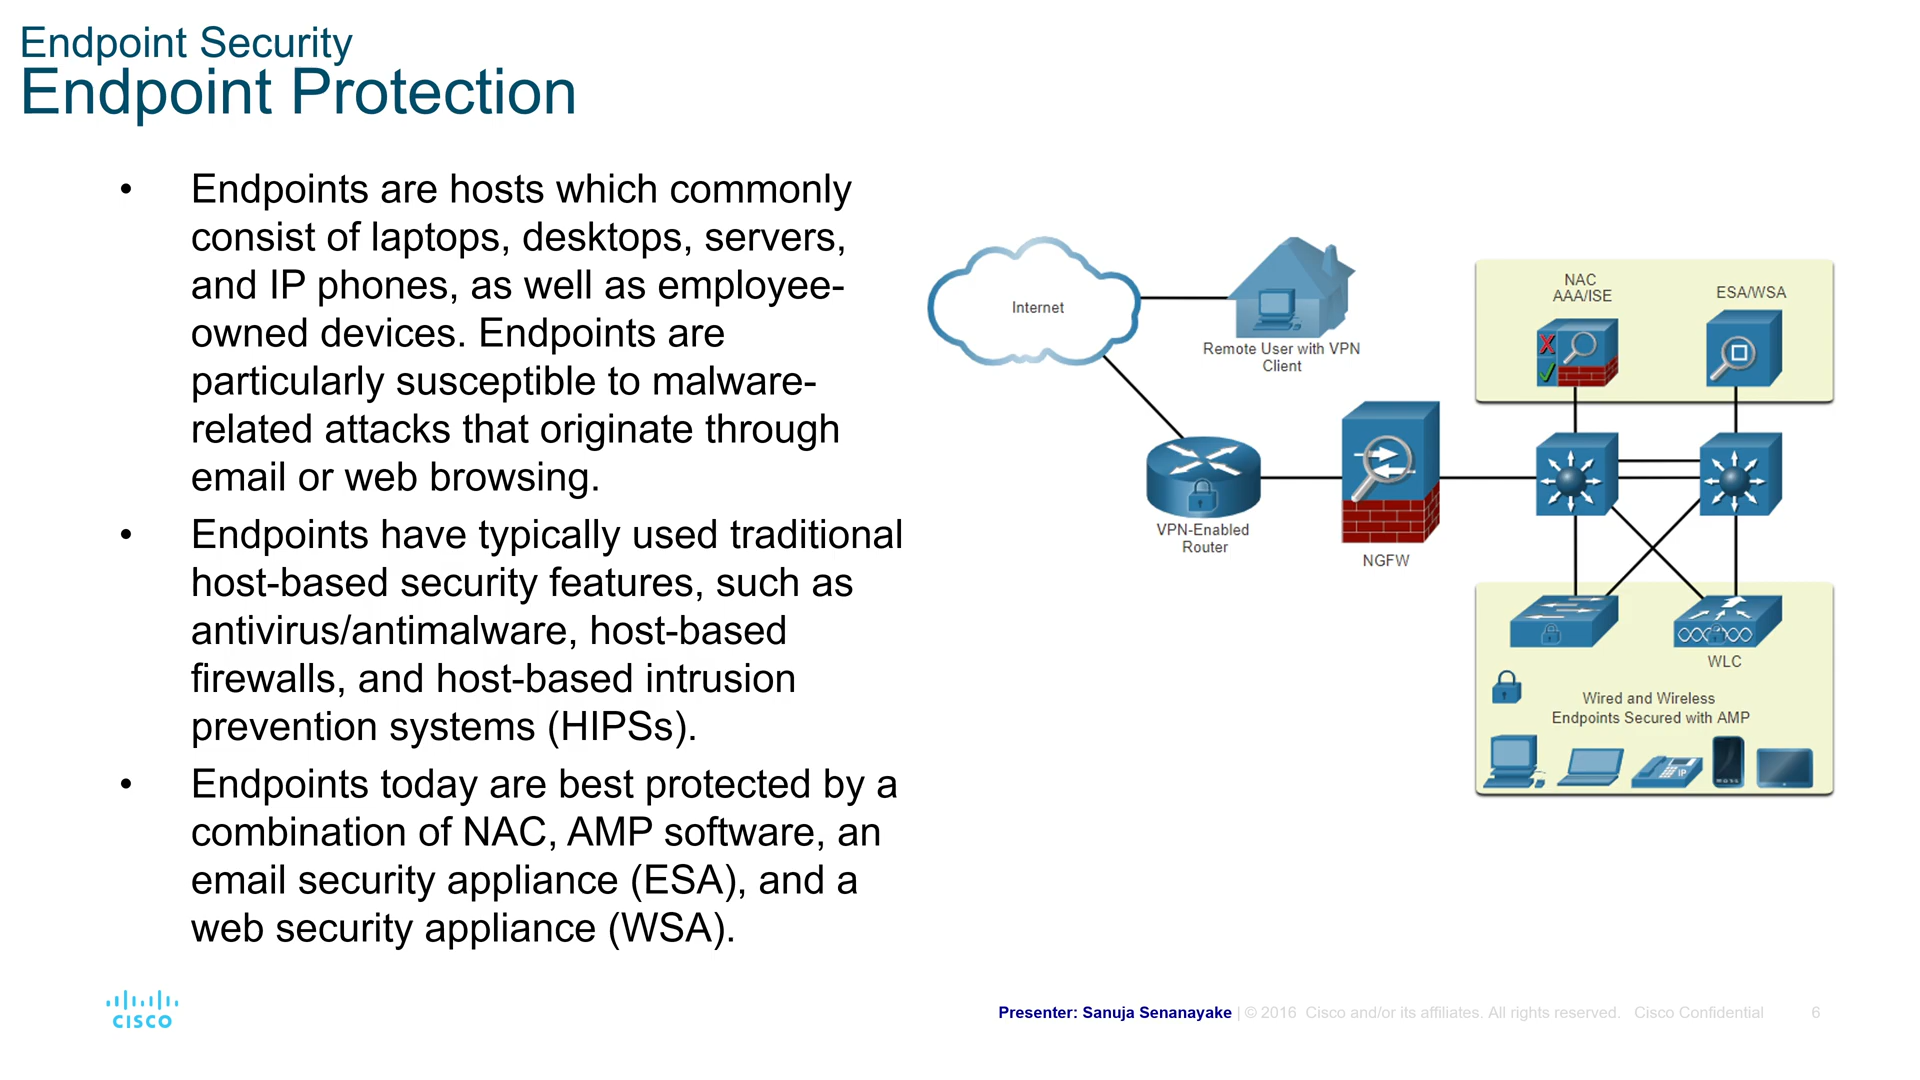 Endpoint Security
Endpoint Protection
• Endpoints are hosts which commonly
consist of laptops, desktops, servers,
and IP phones, as well as employee-
owned devices. Endpoints are
particularly susceptible to malware-
related attacks that originate through
email or web browsing.
• Endpoints have typically used traditional
host-based security features, such as
antivirus/antimalware, host-based
firewalls, and host-based intrusion
prevention systems (HIPSs).
• Endpoints today are best protected by a
combination of NAC, AMP software, an
email security appliance (ESA), and a
web security appliance (WSA).
Internet
Remote User with VPN
Client
NAC
AAA/ISE
ESA/WSA
VPN-Enabled
Router
NGFW
WLC
Wired and Wireless
Endpoints Secured with AMP
IP
CISCO
Presenter: Sanuja Senanayake | © 2016 Cisco and/or its affiliates. All rights reserved. Cisco Confidential 6